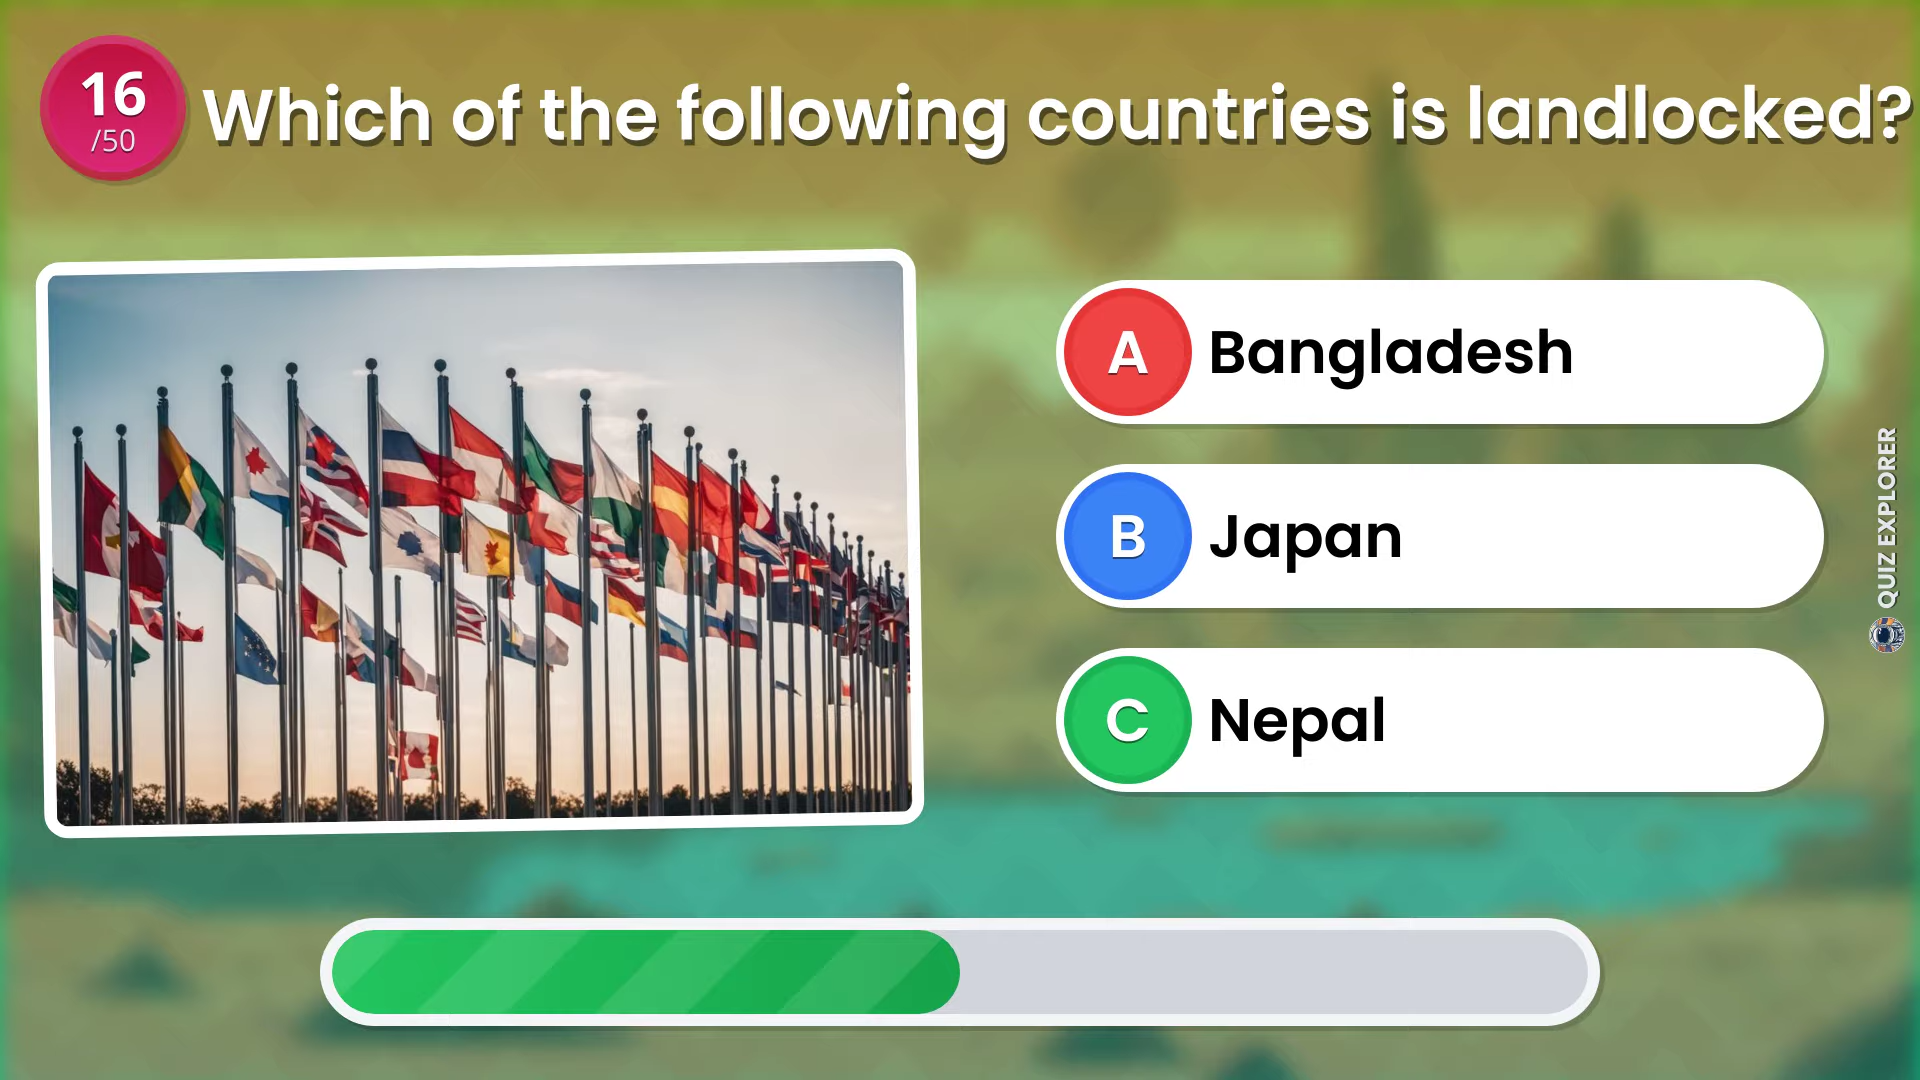 16
/50
Which of the following countries is landlocked?
A Bangladesh
B Japan
C Nepal
QUIZ EXPLORER